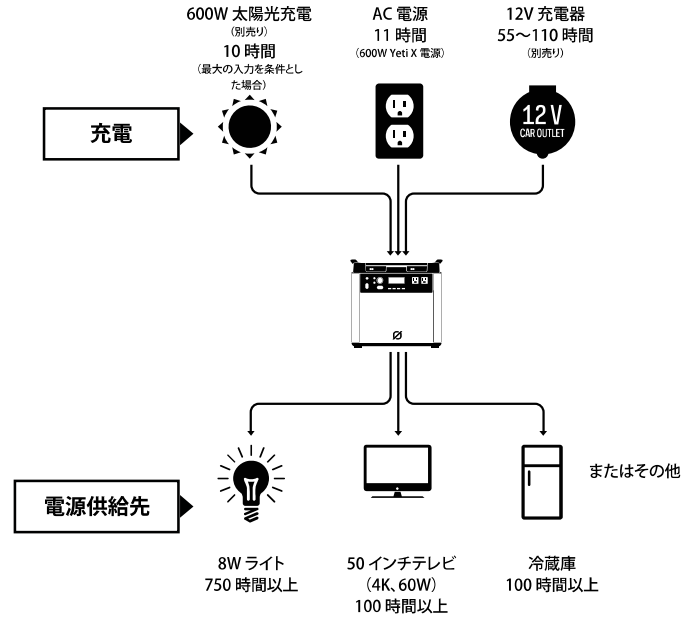 600W 太陽光充電
（別売り）
10 時間
（最大の入力を条件とし
た場合）
AC 電源
11 時間
（600W Yeti X 電源）
12V 充電器
55～110 時間
（別売り）
充電
12 V
CAR OUTLET
電源供給先
8W ライト
750 時間以上
50 インチテレビ
（4K、60W）
100 時間以上
冷蔵庫
100 時間以上
またはその他